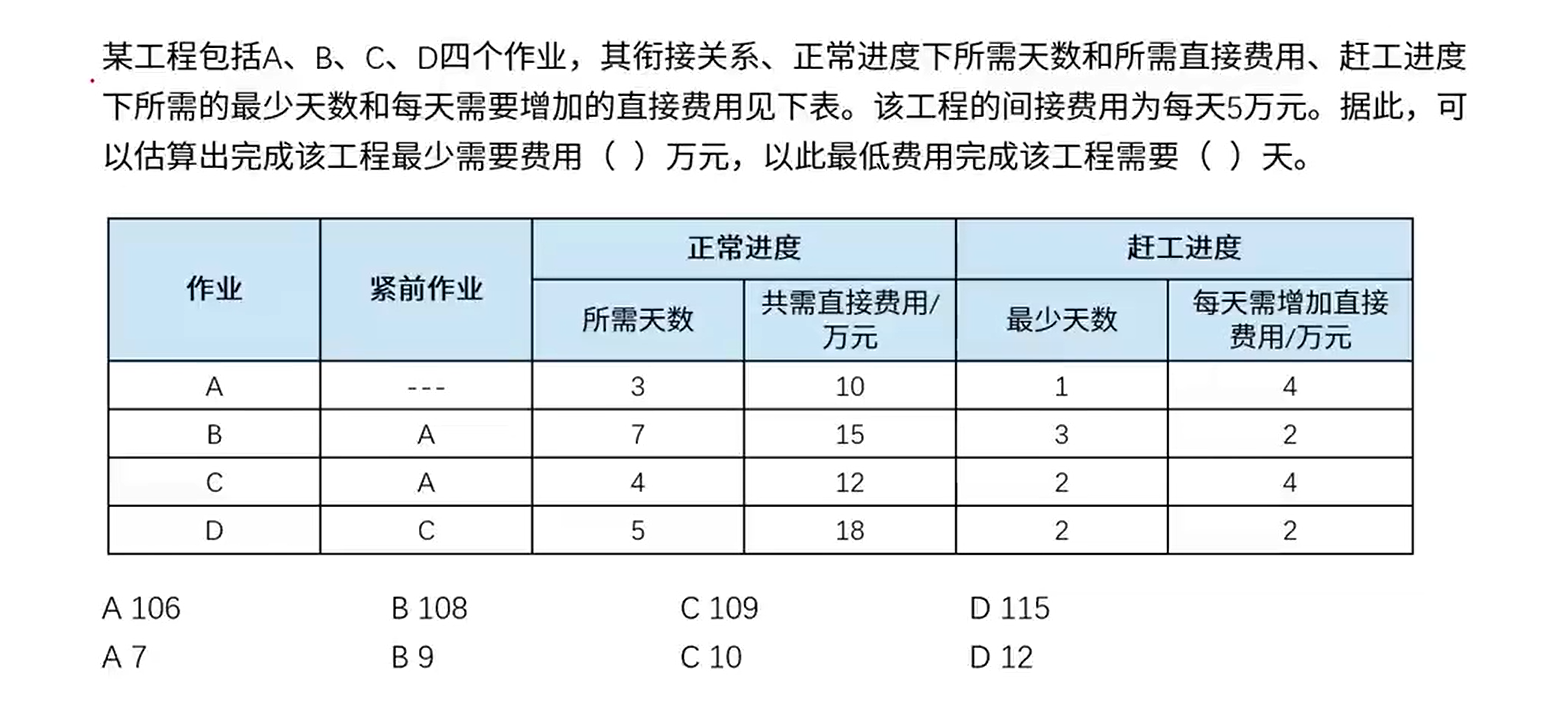 某工程包括A、B、C、D四个作业，其衔接关系、正常进度下所需天数和所需直接费用、赶工进度
下所需的最少天数和每天需要增加的直接费用见下表。该工程的间接费用为每天5万元。据此，可
以估算出完成该工程最少需要费用（ ）万元，以此最低费用完成该工程需要（ ）天。
作业 紧前作业 正常进度 赶工进度
所需天数 共需直接费用/万元 最少天数 每天需增加直接费用/万元
A --- 3 10 1 4
B A 7 15 3 2
C A 4 12 2 4
D C 5 18 2 2
A 106 B 108 C 109 D 115
A 7 B 9 C 10 D 12